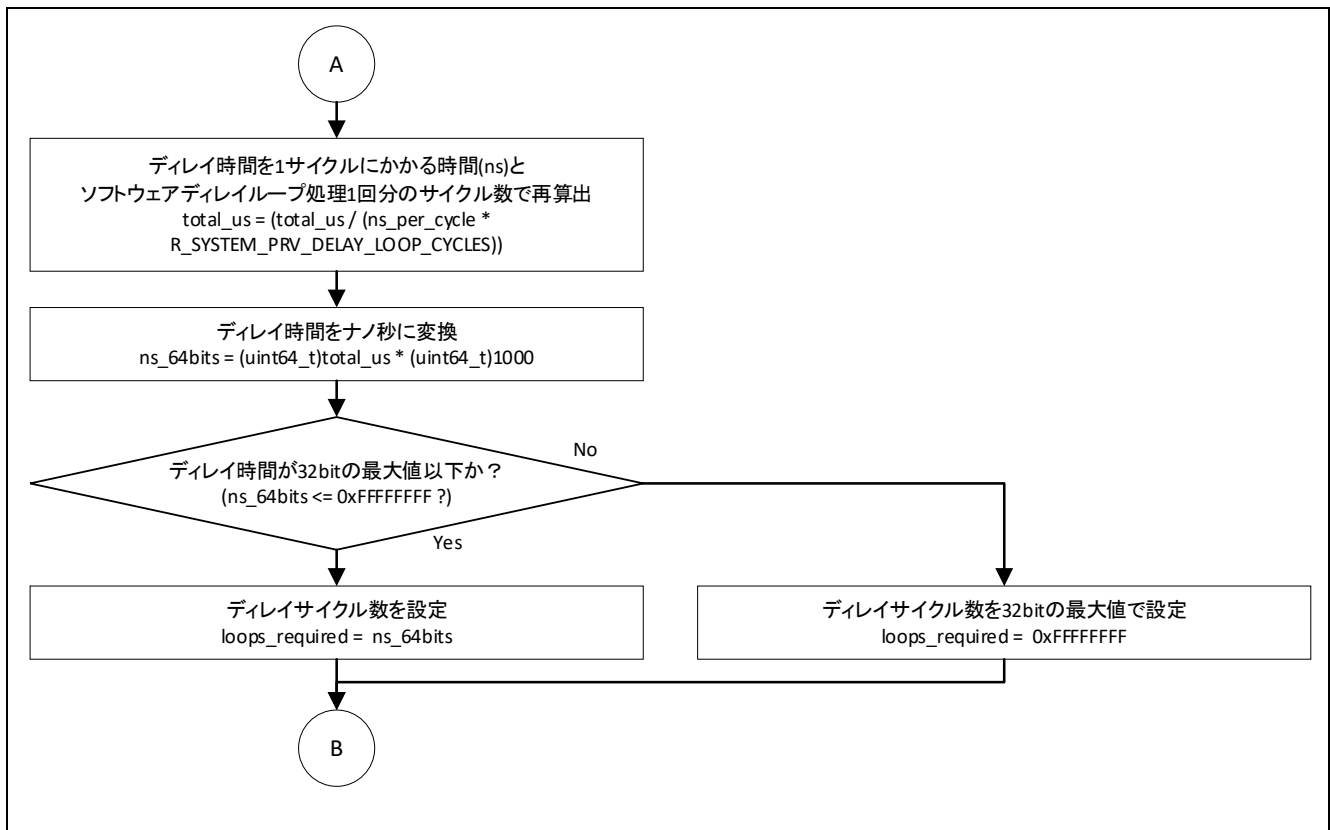 A
ディレイ時間を1サイクルにかかる時間(ns)と
ソフトウェアディレイループ処理1回分のサイクル数で再算出
total_us = (total_us / (ns_per_cycle *
R_SYSTEM_PRV_DELAY_LOOP_CYCLES))
ディレイ時間をナノ秒に変換
ns_64bits = (uint64_t)total_us * (uint64_t)1000
No
ディレイ時間が32bitの最大値以下か？
(ns_64bits <= 0xFFFFFFFF ?)
Yes
ディレイサイクル数を設定
loops_required = ns_64bits
ディレイサイクル数を32bitの最大値で設定
loops_required = 0xFFFFFFFF
B